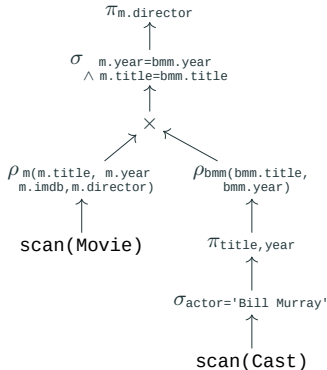 π m.director
σ m.year=bmm.year
∧ m.title=bmm.title
×
ρ m(m.title, m.year
m.imdb,m.director)
ρ bmm(bmm.title,
bmm.year)
scan(Movie)
π title,year
σ actor='Bill Murray'
scan(Cast)